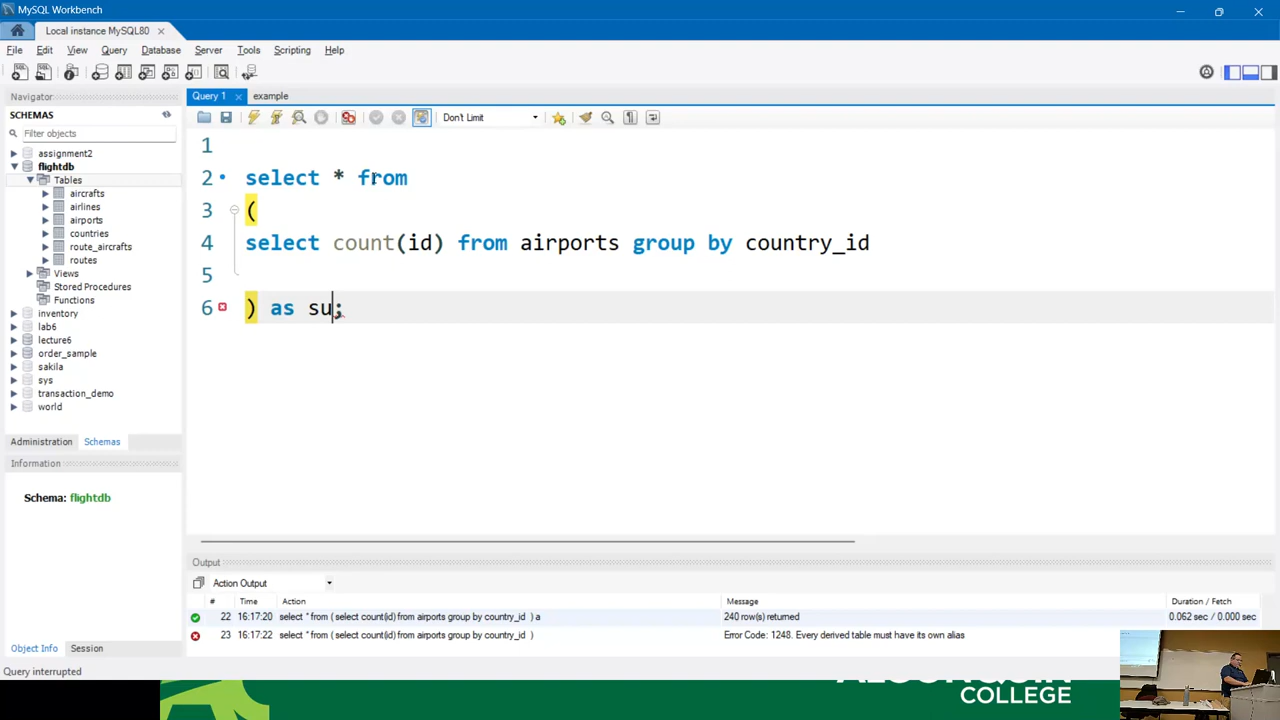 MySQL Workbench
Local instance MySQL80
File Edit View Query Database Server Tools Scripting Help
Navigator
SCHEMAS
Filter objects
assignment2
flightdb
Tables
aircrafts
airlines
airports
countries
route_aircrafts
routes
Views
Stored Procedures
Functions
inventory
lab6
lecture6
order_sample
sakila
sys
transaction_demo
world
Administration Schemas
Information
Schema: flightdb
Object Info Session
Query interrupted
Query 1 example
Don't Limit
1
2 select * from
3 (
4 select count(id) from airports group by country_id
5
6 ) as su;
Output
Action Output
# Time Action Message Duration / Fetch
22 16:17:20 select * from ( select count(id) from airports group by country_id ) a 240 row(s) returned 0.062 sec / 0.000 sec
23 16:17:22 select * from ( select count(id) from airports group by country_id ) Error Code: 1248. Every derived table must have its own alias
COLLEGE